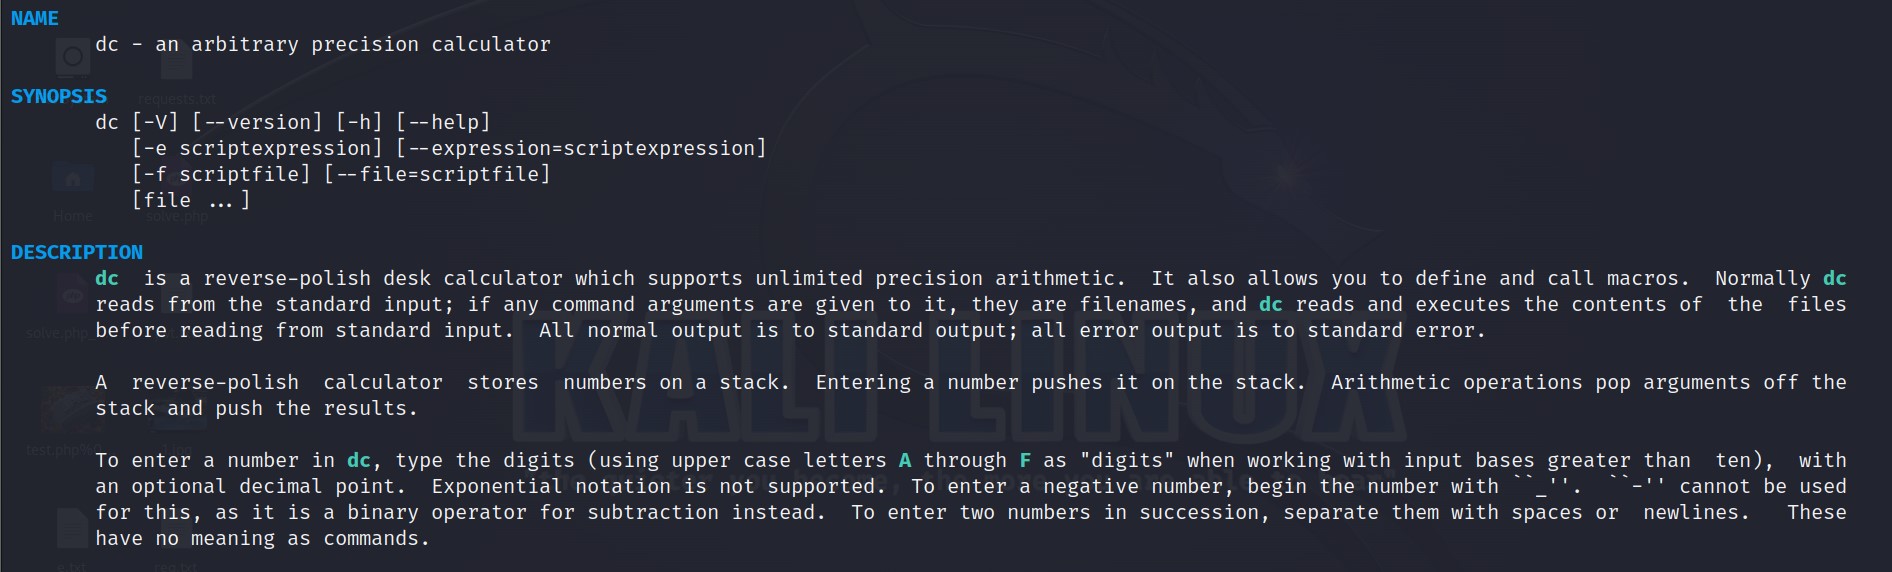 NAME
dc - an arbitrary precision calculator
requests.txt
SYNOPSIS
dc [-V] [--version] [-h] [--help]
[-e scriptexpression] [--expression=scriptexpression]
[-f scriptfile] [--file=scriptfile]
[file ...]
Home
solve.php
DESCRIPTION
dc is a reverse-polish desk calculator which supports unlimited precision arithmetic. It also allows you to define and call macros. Normally dc
reads from the standard input; if any command arguments are given to it, they are filenames, and dc reads and executes the contents of the files
before reading from standard input. All normal output is to standard output; all error output is to standard error.
KALI LINUX
A reverse-polish calculator stores numbers on a stack. Entering a number pushes it on the stack. Arithmetic operations pop arguments off the
stack and push the results.
To enter a number in dc, type the digits (using upper case letters A through F as "digits" when working with input bases greater than ten), with
an optional decimal point. Exponential notation is not supported. To enter a negative number, begin the number with ``_''. ``-'' cannot be used
for this, as it is a binary operator for subtraction instead. To enter two numbers in succession, separate them with spaces or newlines. These
have no meaning as commands.